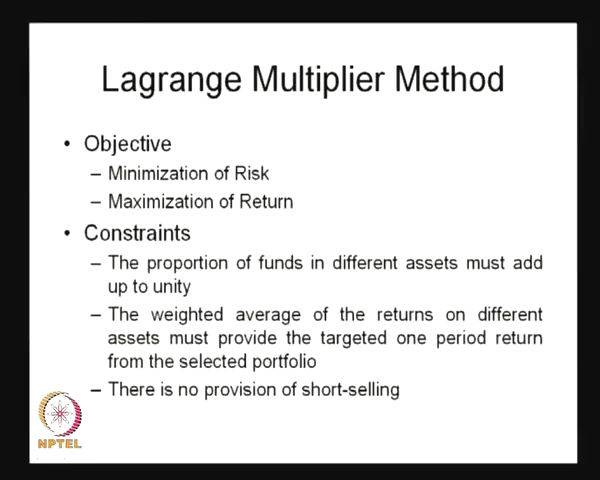 Lagrange Multiplier Method
• Objective
– Minimization of Risk
– Maximization of Return
• Constraints
– The proportion of funds in different assets must add
up to unity
– The weighted average of the returns on different
assets must provide the targeted one period return
from the selected portfolio
– There is no provision of short-selling
NPTEL